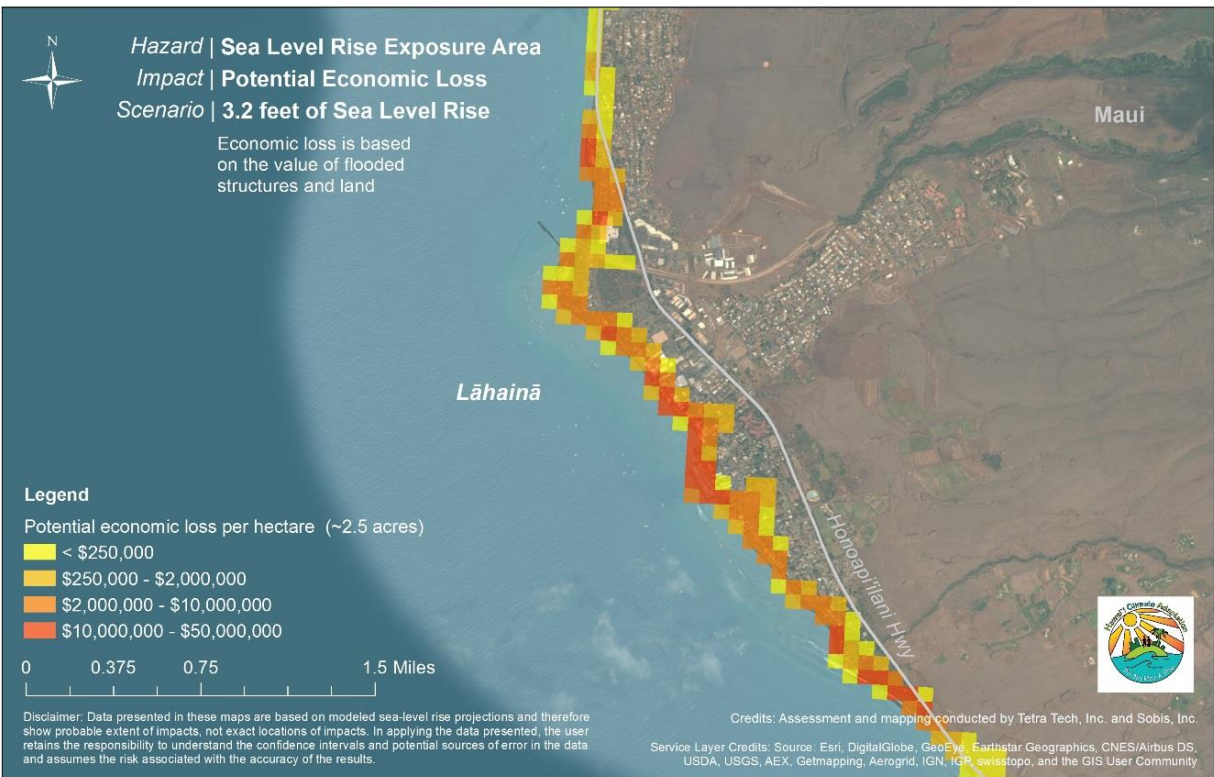 N
Hazard | Sea Level Rise Exposure Area
Impact | Potential Economic Loss
Scenario | 3.2 feet of Sea Level Rise
Economic loss is based
on the value of flooded
structures and land
Maui
Lāhainā
Honoapi'ilani Hwy
Legend
Potential economic loss per hectare (~2.5 acres)
< $250,000
$250,000 - $2,000,000
$2,000,000 - $10,000,000
$10,000,000 - $50,000,000
0 0.375 0.75 1.5 Miles
Disclaimer: Data presented in these maps are based on modeled sea-level rise projections and therefore
show probable extent of impacts, not exact locations of impacts. In applying the data presented, the user
retains the responsibility to understand the confidence intervals and potential sources of error in the data
and assumes the risk associated with the accuracy of the results.
Hawai'i Climate Adaptation
Credits: Assessment and mapping conducted by Tetra Tech, Inc. and Sobis, Inc.
Service Layer Credits: Source: Esri, DigitalGlobe, GeoEye, Earthstar Geographics, CNES/Airbus DS,
USDA, USGS, AEX, Getmapping, Aerogrid, IGN, IGP, swisstopo, and the GIS User Community